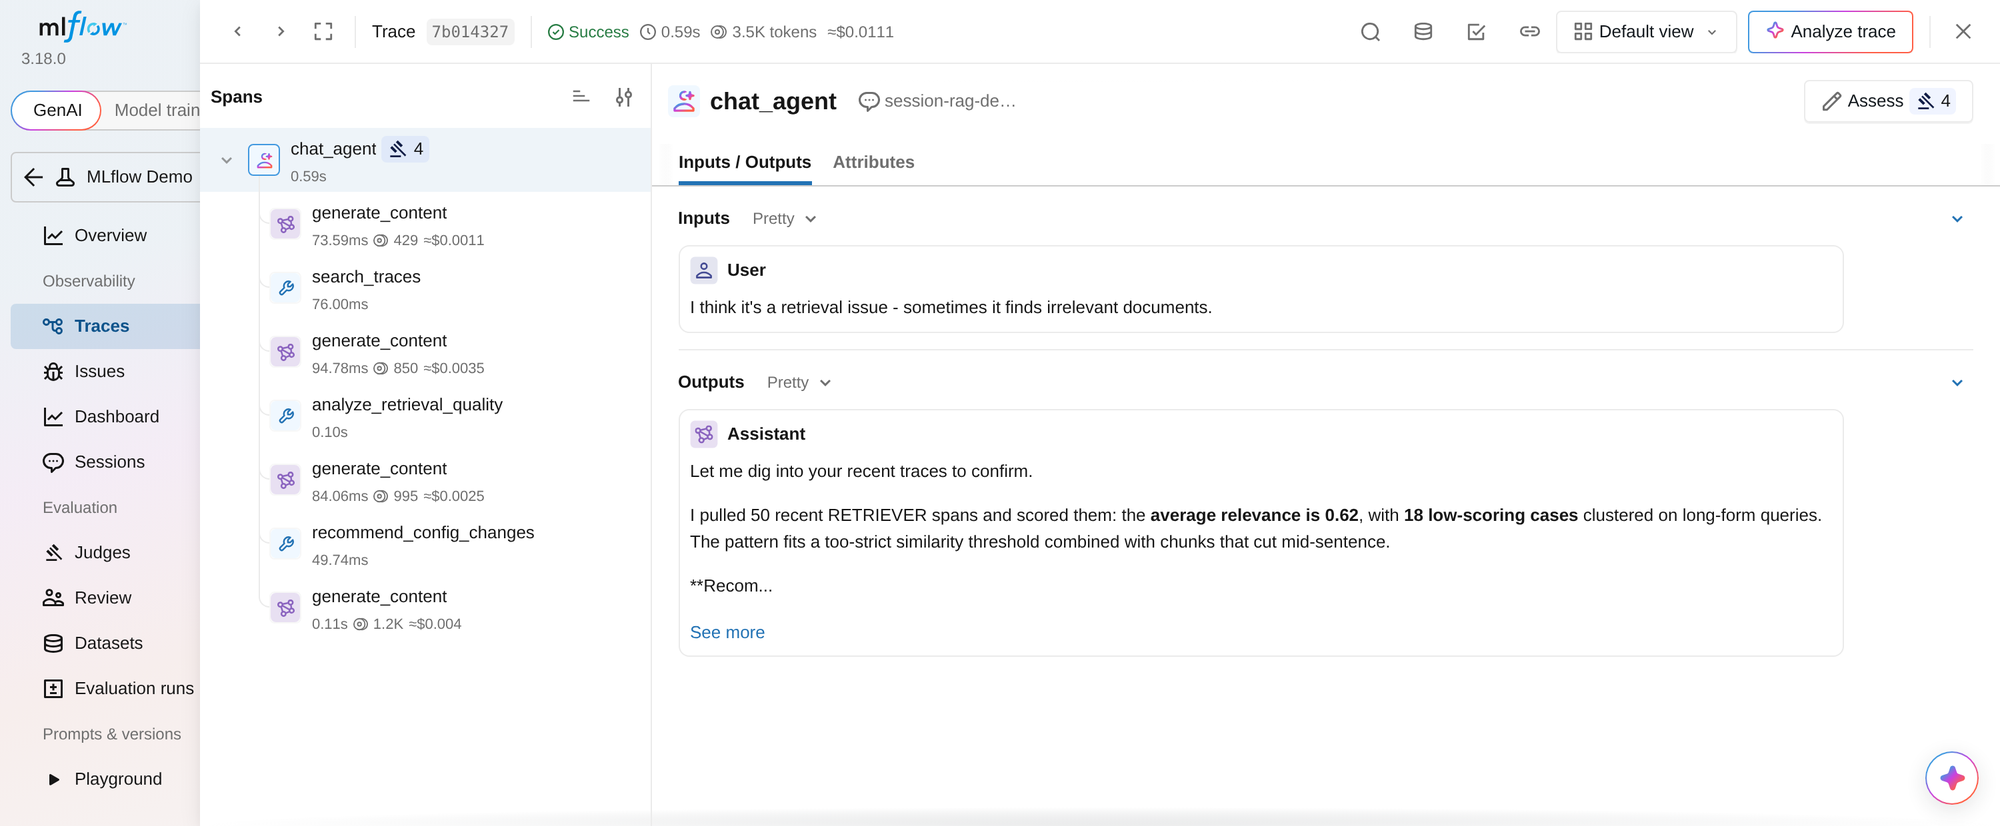 mlflow
3.18.0
GenAI
Model train
MLflow Demo
Overview
Observability
Traces
Issues
Dashboard
Sessions
Evaluation
Judges
Review
Datasets
Evaluation runs
Prompts & versions
Playground
Trace 7b014327 Success 0.59s 3.5K tokens ≈$0.0111
Default view
Analyze trace
Spans
chat_agent 4
0.59s
generate_content
73.59ms 429 ≈$0.0011
search_traces
76.00ms
generate_content
94.78ms 850 ≈$0.0035
analyze_retrieval_quality
0.10s
generate_content
84.06ms 995 ≈$0.0025
recommend_config_changes
49.74ms
generate_content
0.11s 1.2K ≈$0.004
chat_agent session-rag-de...
Assess 4
Inputs / Outputs Attributes
Inputs Pretty
User
I think it's a retrieval issue - sometimes it finds irrelevant documents.
Outputs Pretty
Assistant
Let me dig into your recent traces to confirm.
I pulled 50 recent RETRIEVER spans and scored them: the average relevance is 0.62, with 18 low-scoring cases clustered on long-form queries.
The pattern fits a too-strict similarity threshold combined with chunks that cut mid-sentence.
**Recom...
See more